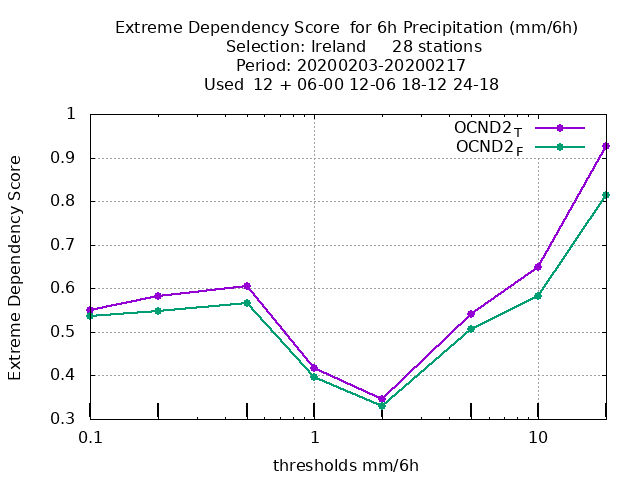 Extreme Dependency Score  for 6h Precipitation (mm/6h)
Selection: Ireland     28 stations
Period: 20200203-20200217
Used  12 + 06-00 12-06 18-12 24-18
OCND2T
OCND2F
Extreme Dependency Score
1
0.9
0.8
0.7
0.6
0.5
0.4
0.3
0.1 1 10
thresholds mm/6h